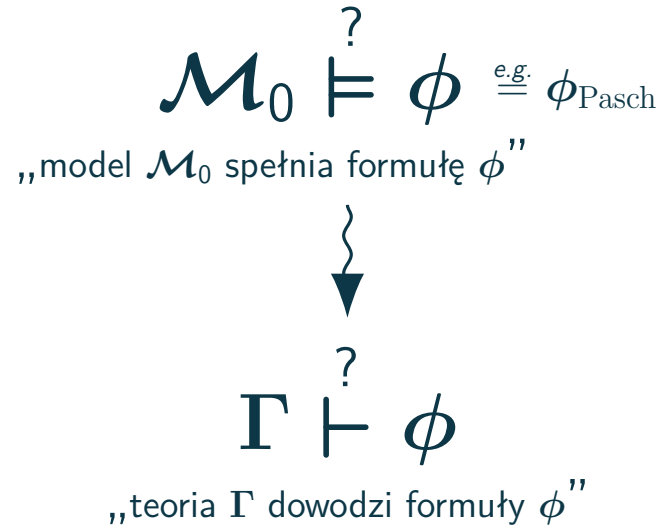 ?
𝓜₀ ⊨ ϕ e.g. = ϕ_Pasch
„model 𝓜₀ spełnia formułę ϕ”
?
Γ ⊢ ϕ
„teoria Γ dowodzi formuły ϕ”